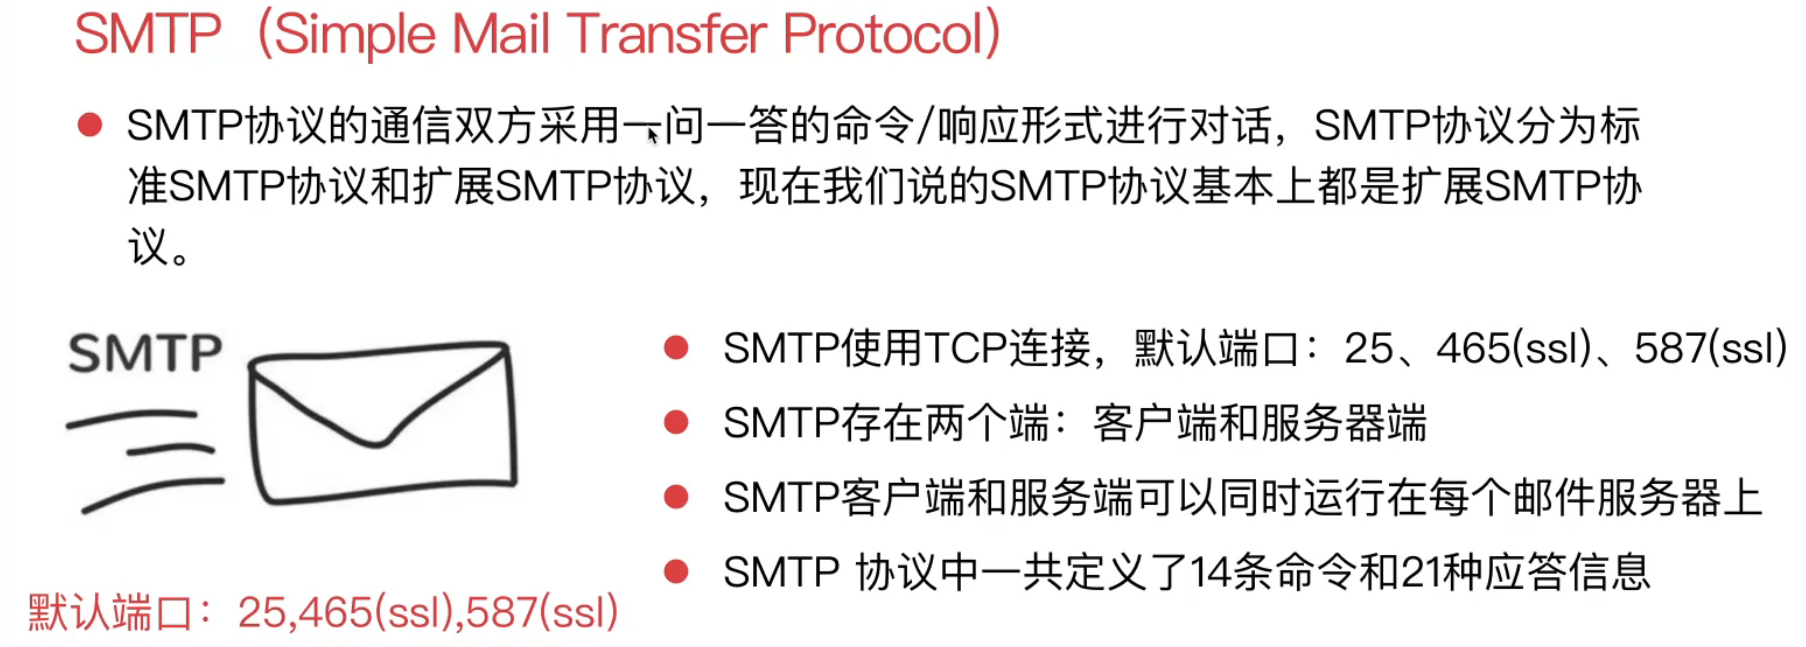 SMTP（Simple Mail Transfer Protocol）
SMTP协议的通信双方采用一问一答的命令/响应形式进行对话，SMTP协议分为标
准SMTP协议和扩展SMTP协议，现在我们说的SMTP协议基本上都是扩展SMTP协
议。
SMTP
SMTP使用TCP连接，默认端口：25、465(ssl)、587(ssl)
SMTP存在两个端：客户端和服务器端
SMTP客户端和服务端可以同时运行在每个邮件服务器上
SMTP 协议中一共定义了14条命令和21种应答信息
默认端口：25,465(ssl),587(ssl)